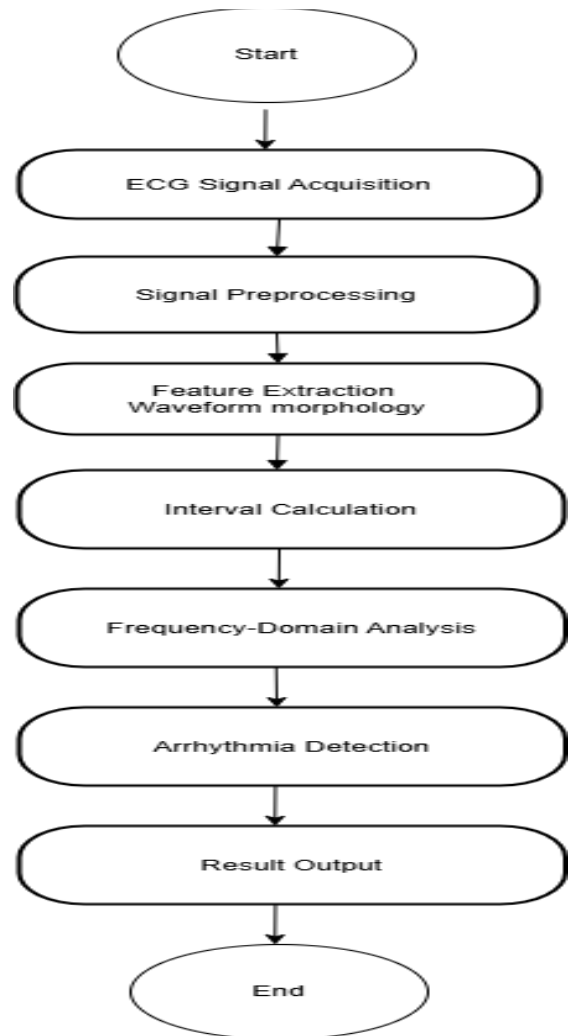 Start
ECG Signal Acquisition
Signal Preprocessing
Feature Extraction
Waveform morphology
Interval Calculation
Frequency-Domain Analysis
Arrhythmia Detection
Result Output
End